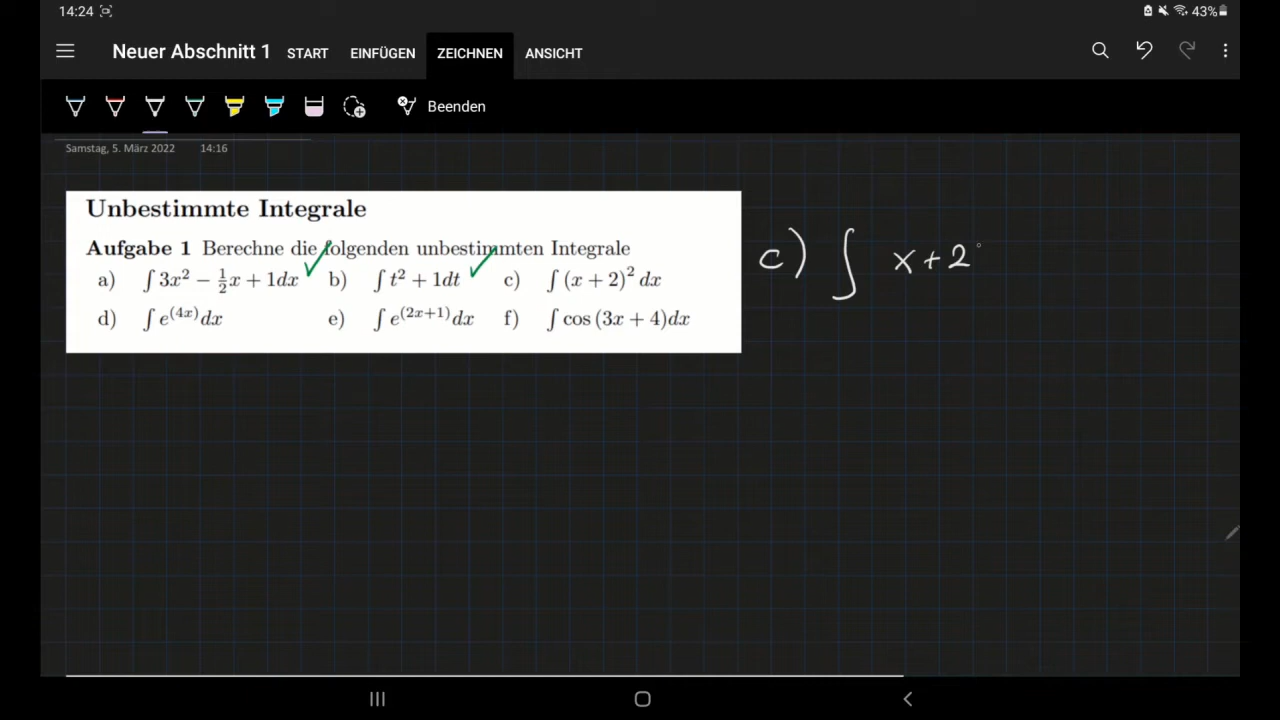 14:24 43%
Neuer Abschnitt 1 START EINFÜGEN ZEICHNEN ANSICHT
Beenden
Samstag, 5. März 2022 14:16
Unbestimmte Integrale
Aufgabe 1 Berechne die folgenden unbestimmten Integrale
a) ∫ 3x² − ½x + 1dx b) ∫ t² + 1dt c) ∫ (x + 2)² dx
d) ∫ e^(4x) dx e) ∫ e^(2x+1) dx f) ∫ cos (3x + 4)dx
c) ∫ x+2